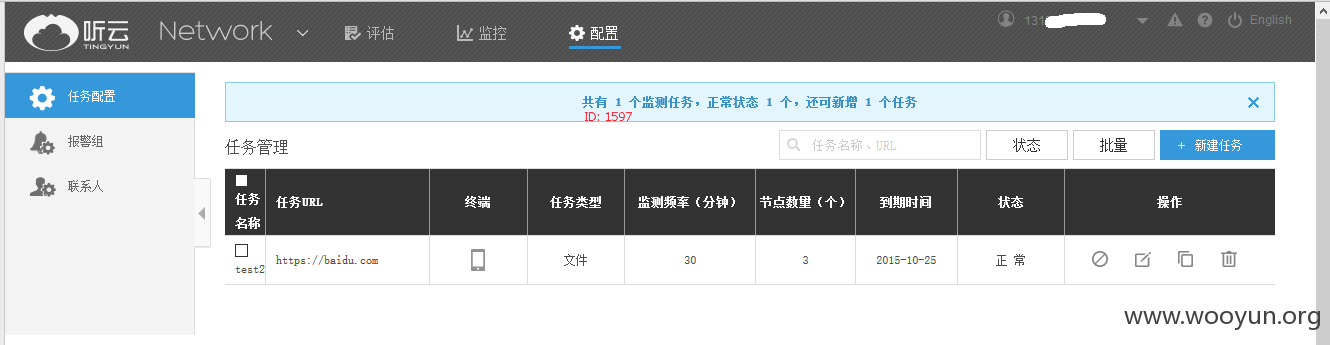 听云 TINGYUN Network 评估 监控 配置 131 English
任务配置
报警组
联系人
共有 1 个监测任务，正常状态 1 个，还可新增 1 个任务
ID: 1597
任务管理 任务名称、URL 状态 批量 + 新建任务
任务名称 任务URL 终端 任务类型 监测频率（分钟） 节点数量（个） 到期时间 状态 操作
test2 https://baidu.com 文件 30 3 2015-10-25 正 常
www.wooyun.org